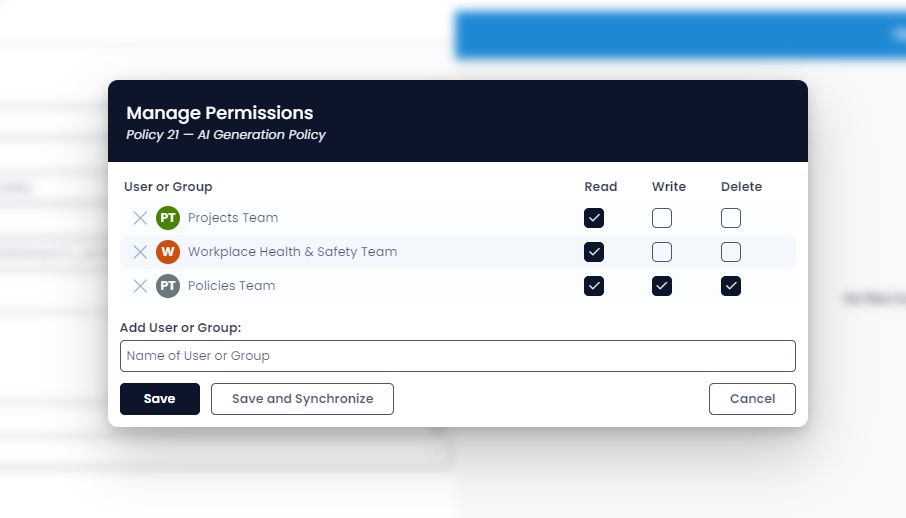 Manage Permissions
Policy 21 — AI Generation Policy
User or Group Read Write Delete
PT Projects Team
W Workplace Health & Safety Team
PT Policies Team
Add User or Group:
Name of User or Group
Save Save and Synchronize Cancel